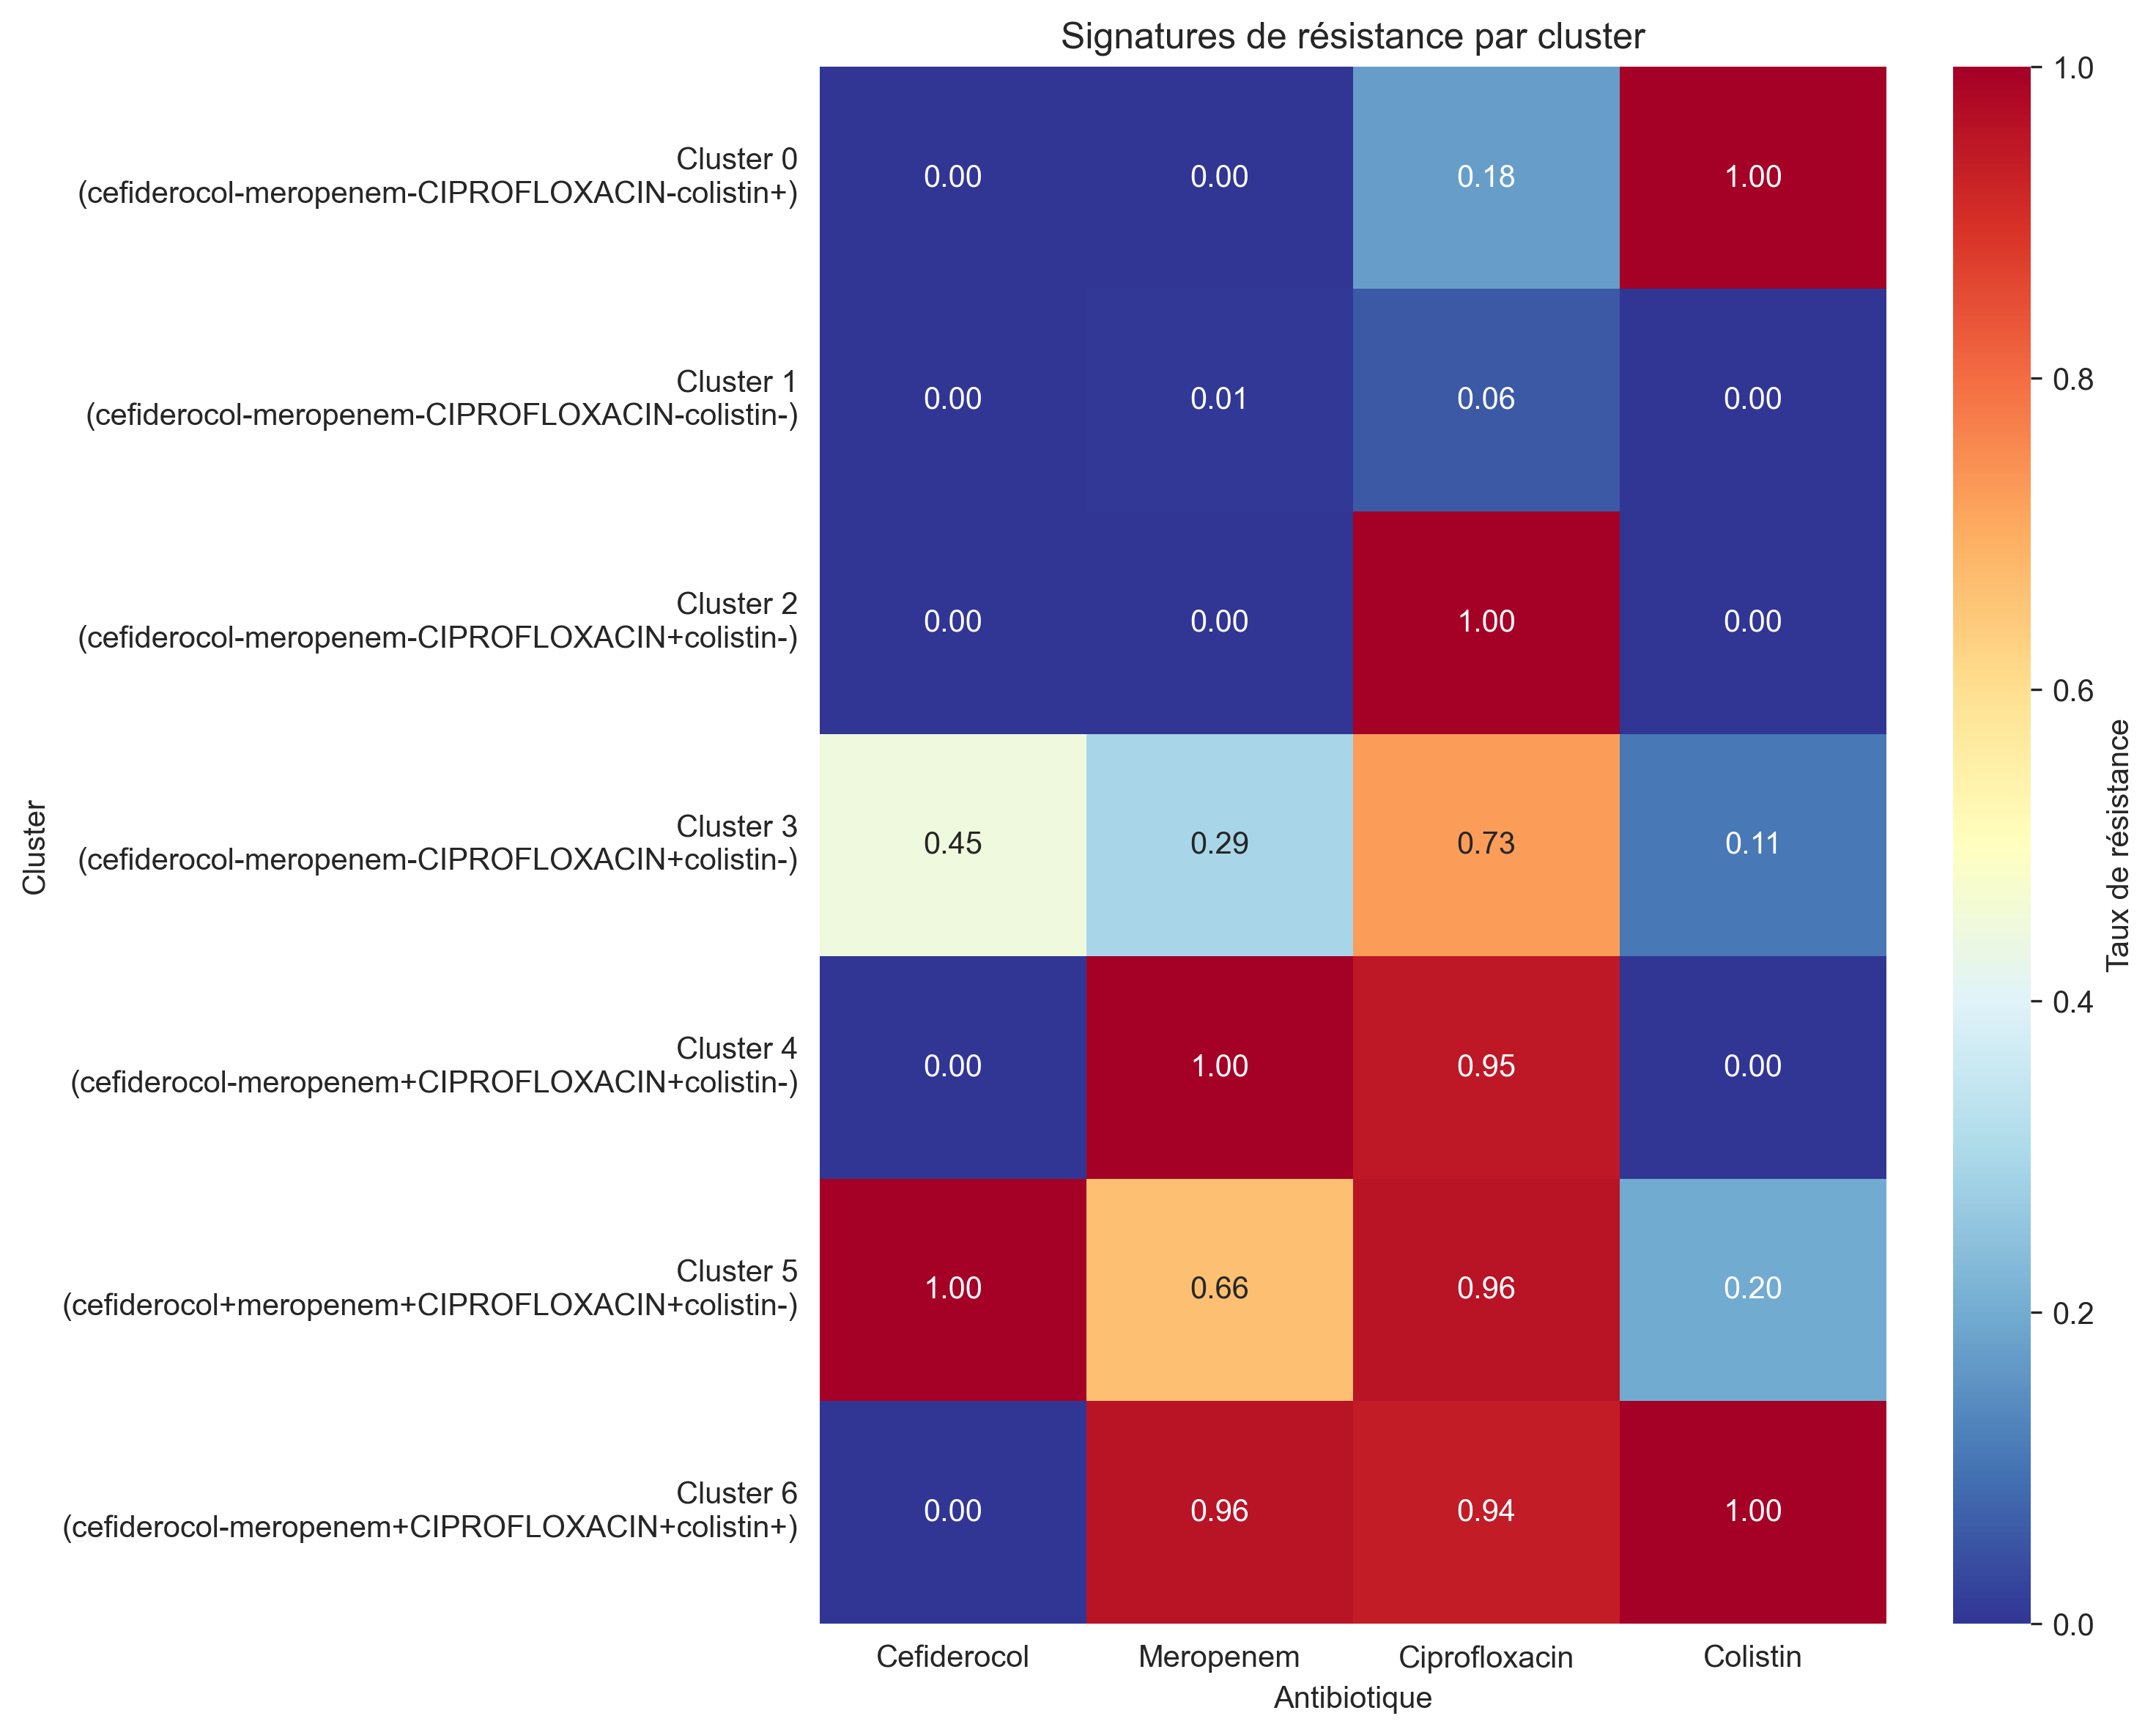 Signatures de résistance par cluster
Cluster 0
(cefiderocol-meropenem-CIPROFLOXACIN-colistin+)
0.00 0.00 0.18 1.00
Cluster 1
(cefiderocol-meropenem-CIPROFLOXACIN-colistin-)
0.00 0.01 0.06 0.00
Cluster 2
(cefiderocol-meropenem-CIPROFLOXACIN+colistin-)
0.00 0.00 1.00 0.00
Cluster 3
(cefiderocol-meropenem-CIPROFLOXACIN+colistin-)
0.45 0.29 0.73 0.11
Cluster 4
(cefiderocol-meropenem+CIPROFLOXACIN+colistin-)
0.00 1.00 0.95 0.00
Cluster 5
(cefiderocol+meropenem+CIPROFLOXACIN+colistin-)
1.00 0.66 0.96 0.20
Cluster 6
(cefiderocol-meropenem+CIPROFLOXACIN+colistin+)
0.00 0.96 0.94 1.00
Cluster
Cefiderocol Meropenem Ciprofloxacin Colistin
Antibiotique
1.0
0.8
0.6
0.4
0.2
0.0
Taux de résistance